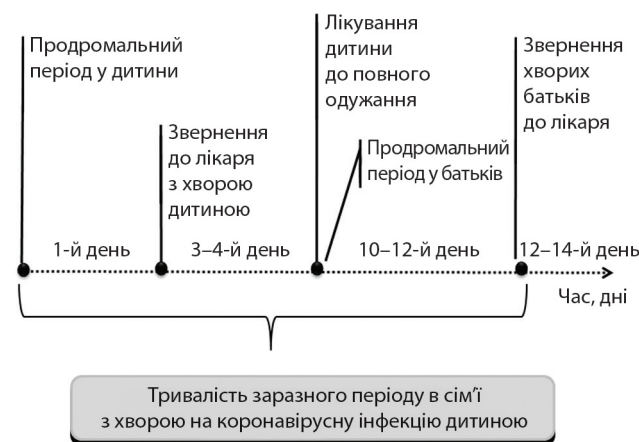 Продромальний
період у дитини
Звернення
до лікаря
з хворою
дитиною
Лікування
дитини
до повного
одужання
Продромальний
період у батьків
Звернення
хворих
батьків
до лікаря
1-й день
3–4-й день
10–12-й день
12–14-й день
Час, дні
Тривалість заразного періоду в сім’ї
з хворою на коронавірусну інфекцію дитиною